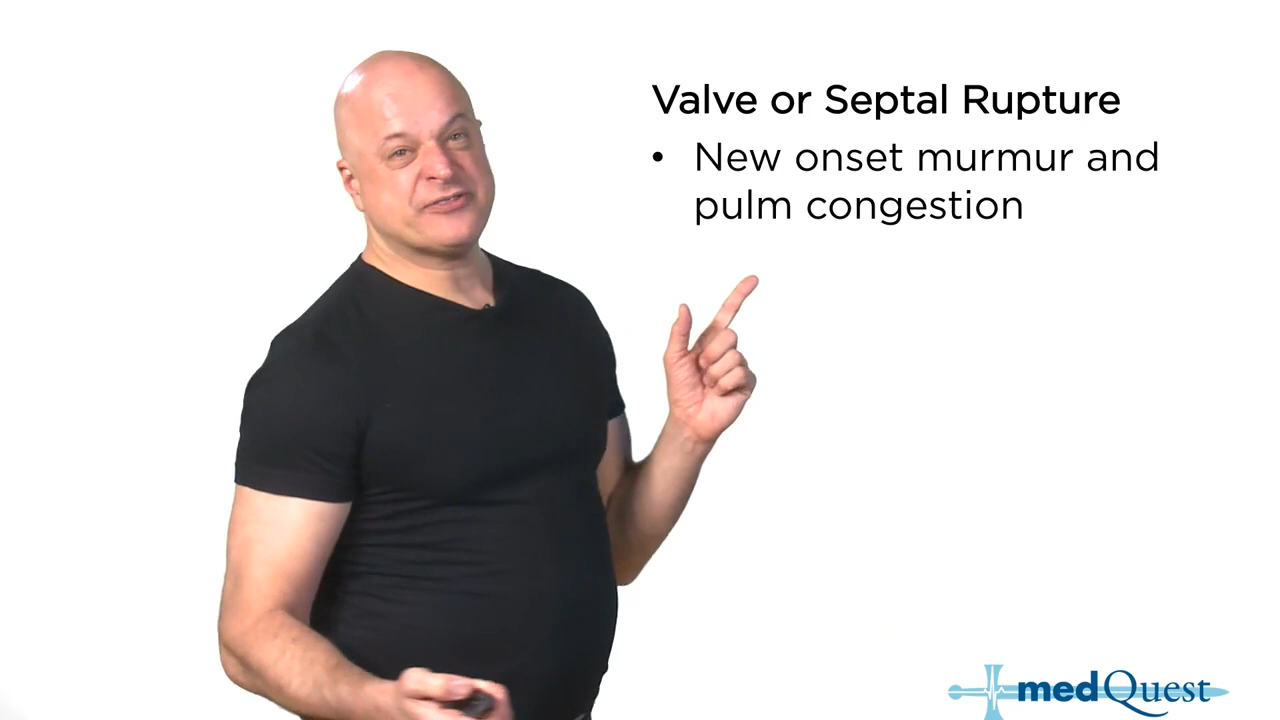 Valve or Septal Rupture
• New onset murmur and
pulm congestion
medQuest